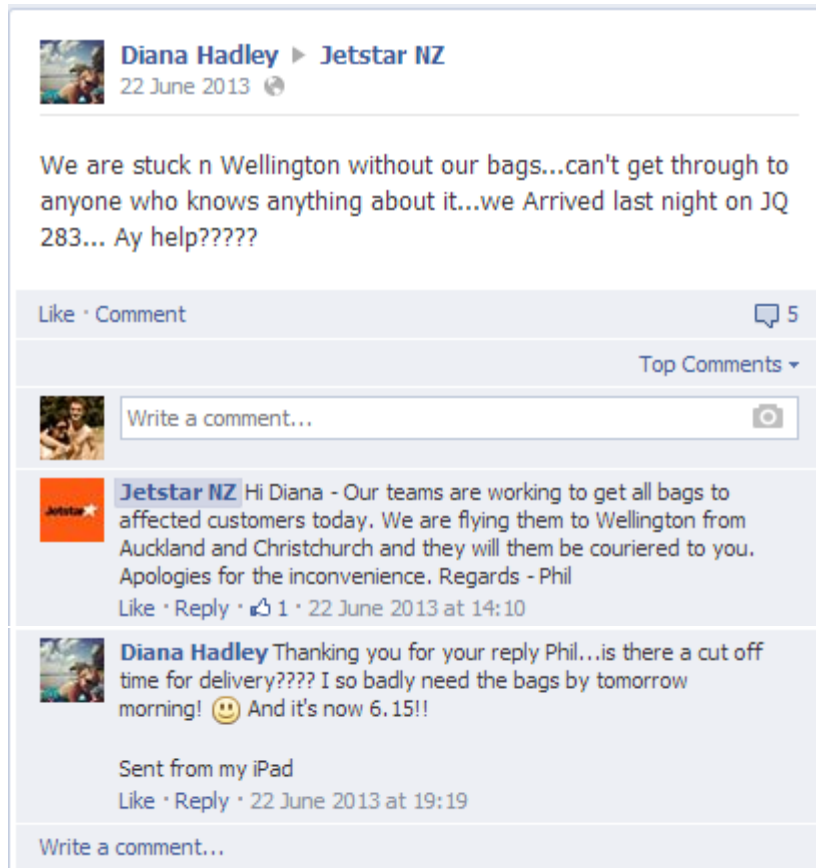 Diana Hadley ▶ Jetstar NZ
22 June 2013
We are stuck n Wellington without our bags...can't get through to
anyone who knows anything about it...we Arrived last night on JQ
283... Ay help?????
Like · Comment 5
Top Comments
Write a comment...
Jetstar NZ Hi Diana - Our teams are working to get all bags to
affected customers today. We are flying them to Wellington from
Auckland and Christchurch and they will them be couriered to you.
Apologies for the inconvenience. Regards - Phil
Like · Reply · 1 · 22 June 2013 at 14:10
Jetstar
Diana Hadley Thanking you for your reply Phil...is there a cut off
time for delivery???? I so badly need the bags by tomorrow
morning! 🙂 And it's now 6.15!!
Sent from my iPad
Like · Reply · 22 June 2013 at 19:19
Write a comment...